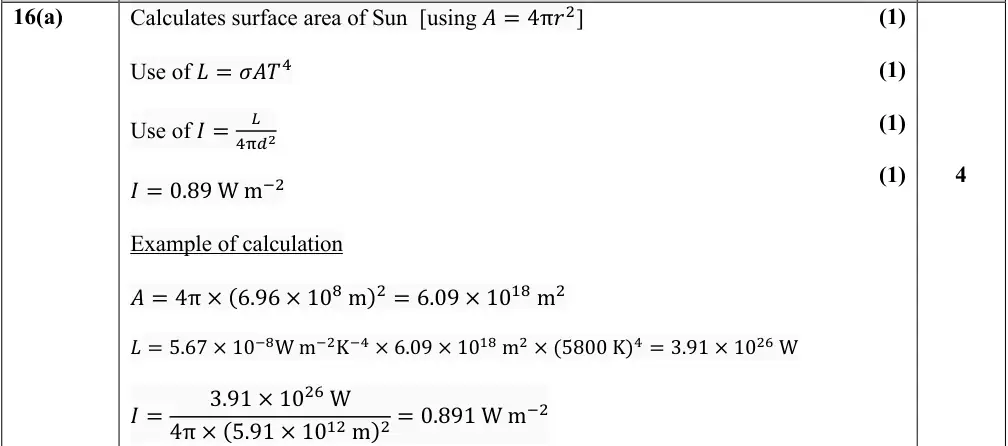 16(a) Calculates surface area of Sun [using 𝐴 = 4π𝑟²] (1)
Use of 𝐿 = 𝜎𝐴𝑇⁴ (1)
Use of 𝐼 = 𝐿/4π𝑑² (1)
𝐼 = 0.89 W m⁻² (1) 4
Example of calculation
𝐴 = 4π × (6.96 × 10⁸ m)² = 6.09 × 10¹⁸ m²
𝐿 = 5.67 × 10⁻⁸W m⁻²K⁻⁴ × 6.09 × 10¹⁸ m² × (5800 K)⁴ = 3.91 × 10²⁶ W
𝐼 = 3.91 × 10²⁶ W / 4π × (5.91 × 10¹² m)² = 0.891 W m⁻²